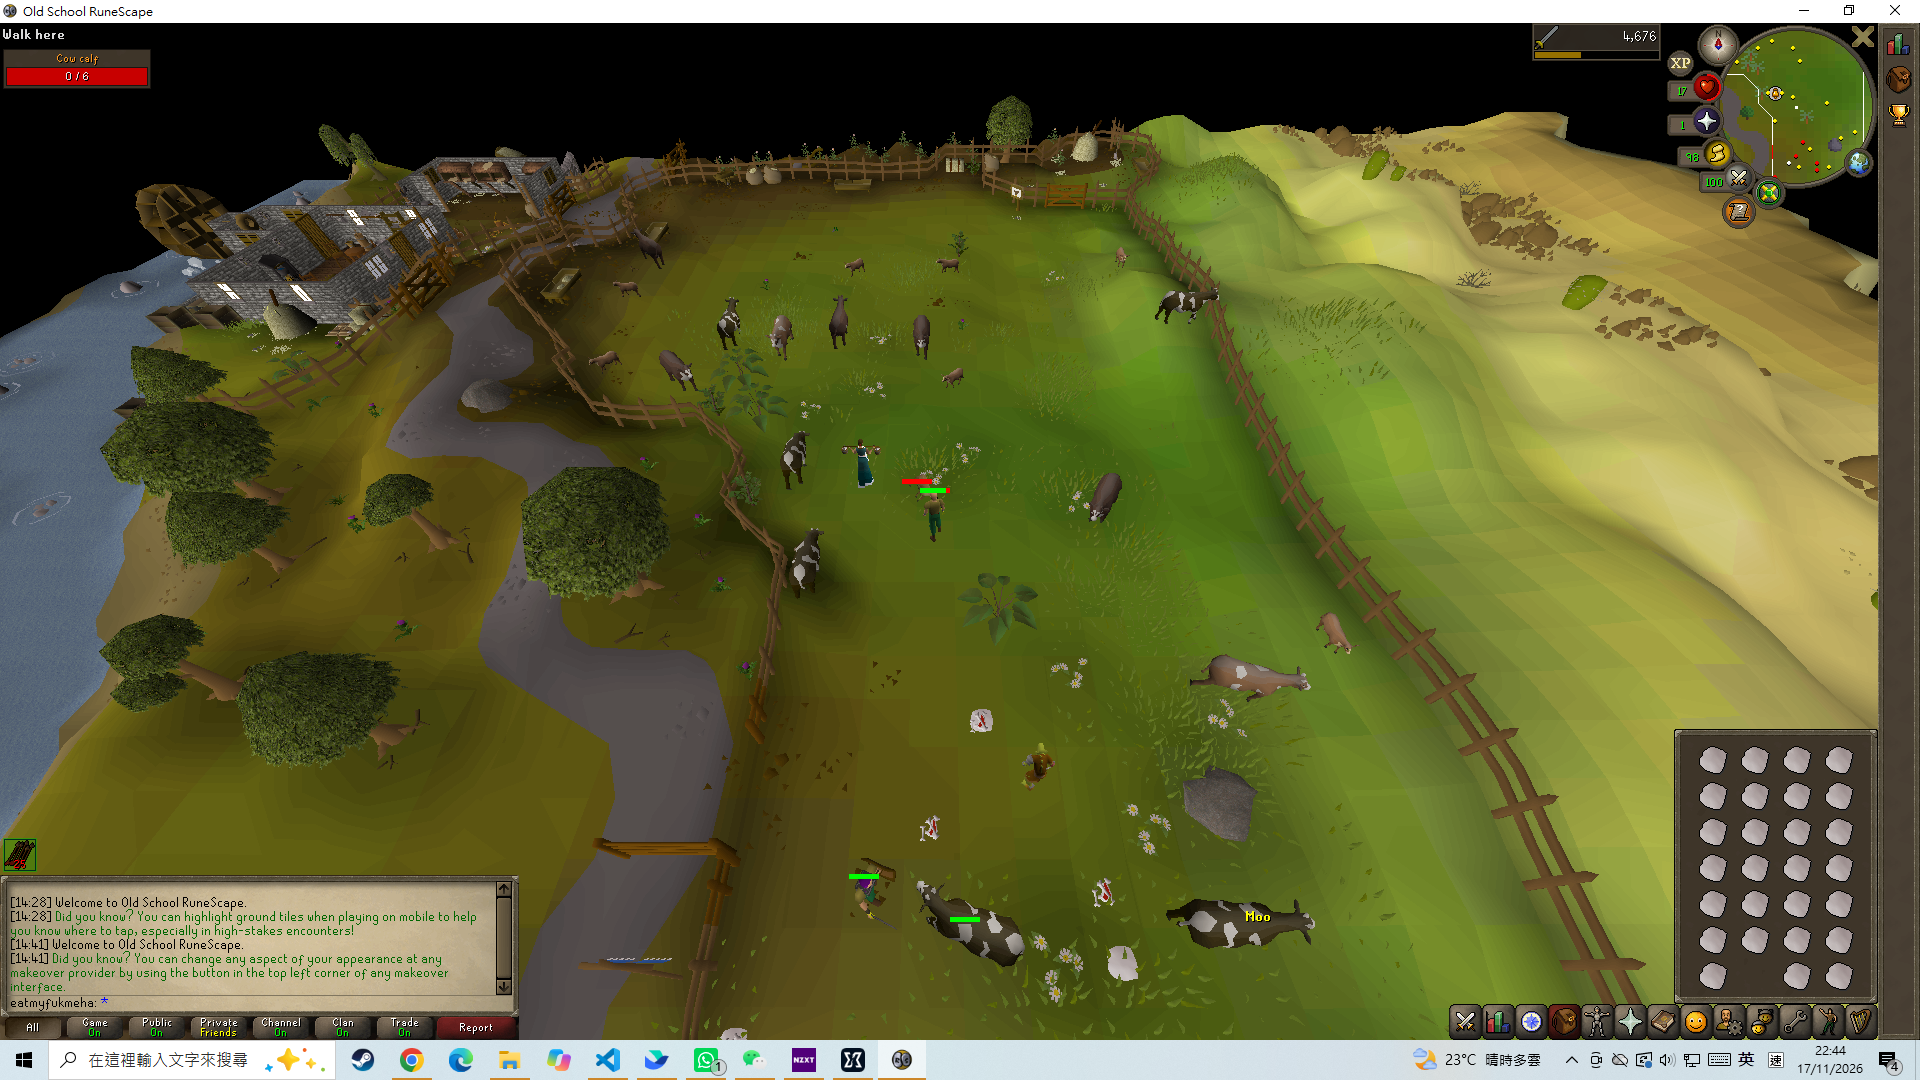 Old School RuneScape
Walk here
Cow calf
0 / 6
4,676
N
XP
17
1
98
100
Moo
23
[14:28] Welcome to Old School RuneScape.
[14:28] Did you know? You can highlight ground tiles when playing on mobile to help
you know where to tap, especially in high-stakes encounters!
[14:41] Welcome to Old School RuneScape.
[14:41] Did you know? You can change any aspect of your appearance at any
makeover provider by using the button in the top left corner of any makeover
interface.
eatmyfukmeha: *
All
Game
On
Public
On
Private
Friends
Channel
On
Clan
On
Trade
On
Report
在這裡輸入文字來搜尋
1
NZXT
23°C 晴時多雲
英
速
22:44
17/11/2026
4